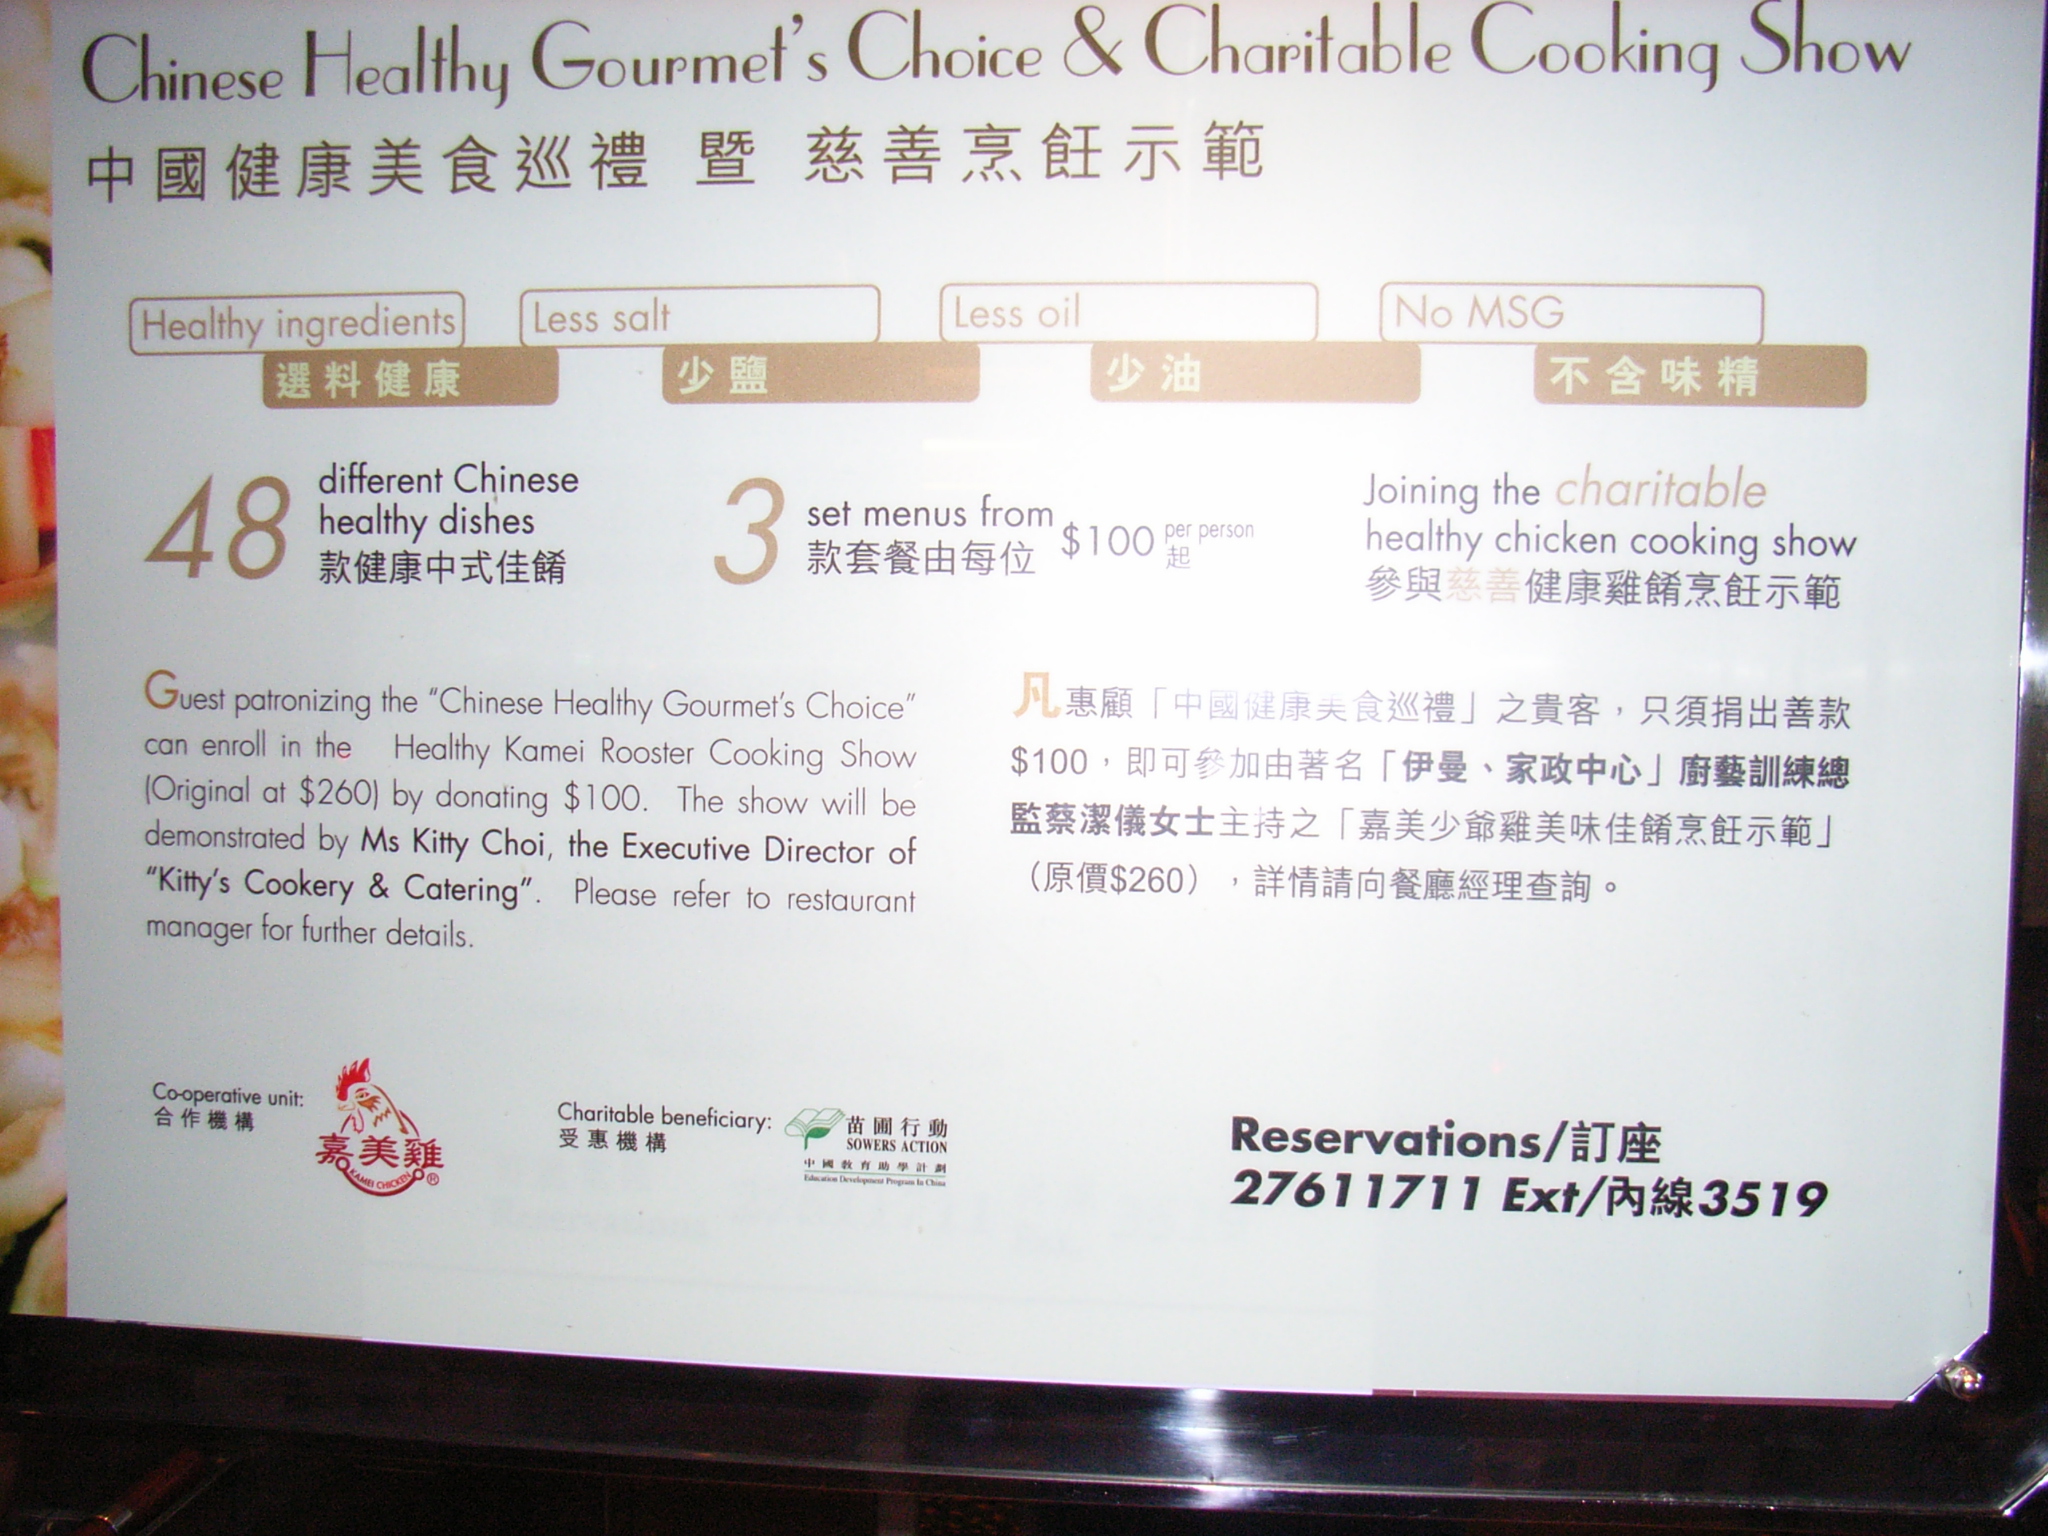 Chinese Healthy Gourmet's Choice & Charitable Cooking Show
中國健康美食巡禮 暨 慈善烹飪示範
Healthy ingredients
選料健康
Less salt
少鹽
Less oil
少油
No MSG
不含味精
48 different Chinese
healthy dishes
款健康中式佳餚
3 set menus from $100 per person
款套餐由每位 起
Joining the charitable
healthy chicken cooking show
參與慈善健康雞餚烹飪示範
Guest patronizing the “Chinese Healthy Gourmet's Choice”
can enroll in the Healthy Kamei Rooster Cooking Show
(Original at $260) by donating $100. The show will be
demonstrated by Ms Kitty Choi, the Executive Director of
“Kitty's Cookery & Catering”. Please refer to restaurant
manager for further details.
凡惠顧「中國健康美食巡禮」之貴客，只須捐出善款
$100，即可參加由著名「伊曼、家政中心」廚藝訓練總
監蔡潔儀女士主持之「嘉美少爺雞美味佳餚烹飪示範」
（原價$260），詳情請向餐廳經理查詢。
Co-operative unit:
合作機構
嘉美雞
KAMEI CHICKEN ®
Charitable beneficiary:
受惠機構
苗圃行動
SOWERS ACTION
中國教育助學計劃
Education Development Program In China
Reservations/訂座
27611711 Ext/內線3519